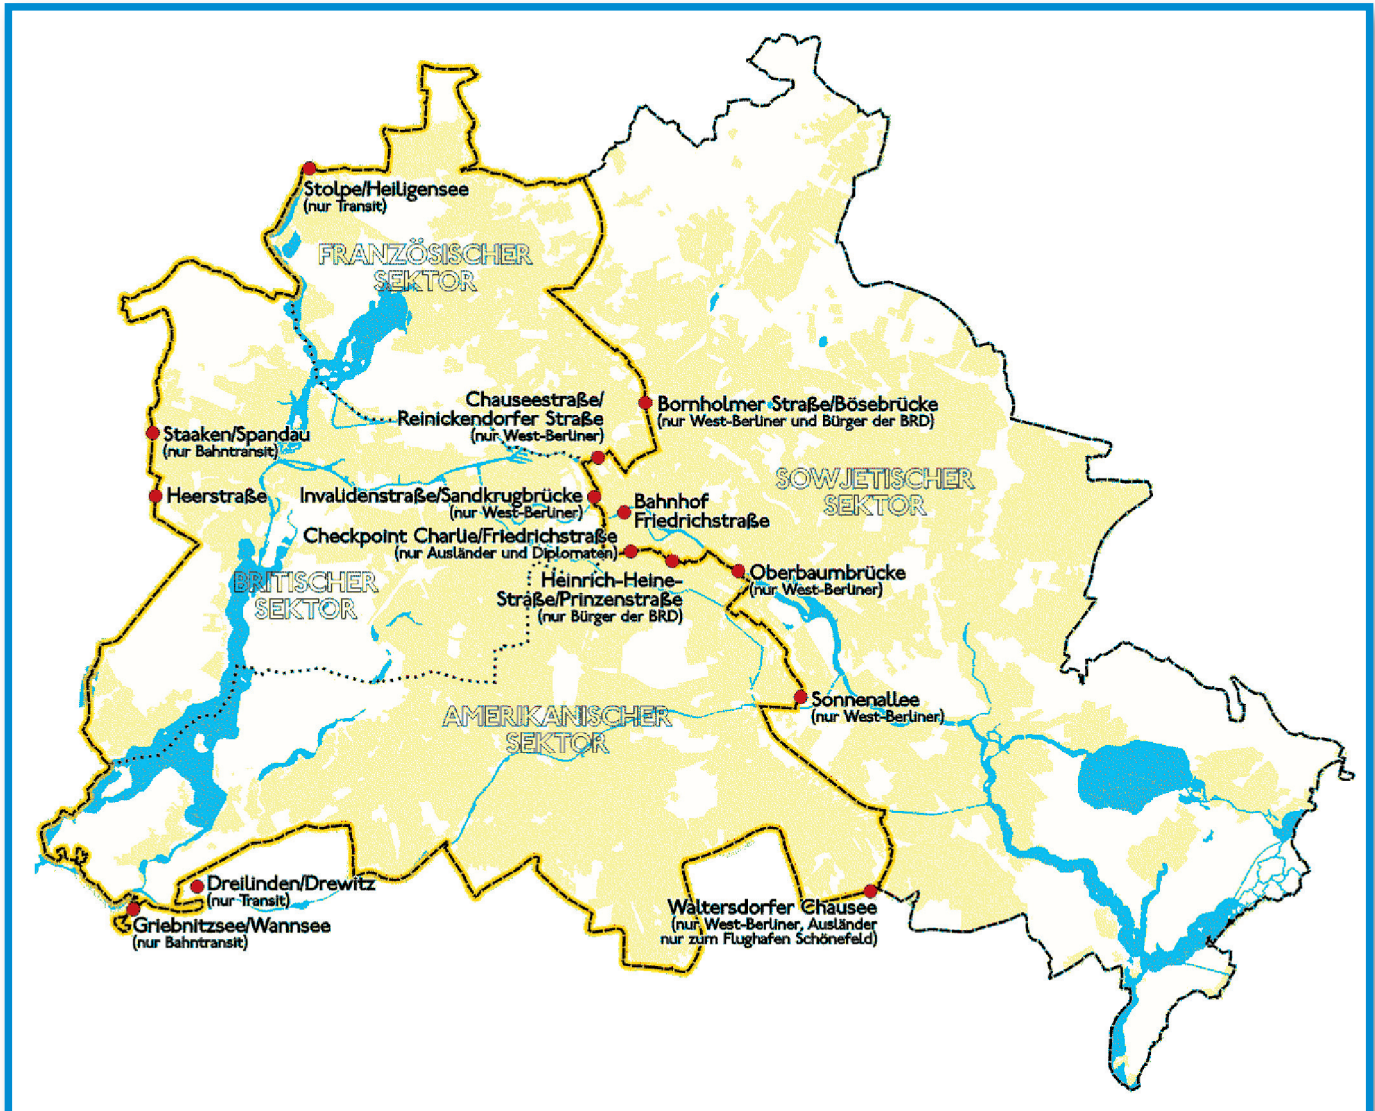 Stolpe/Heiligensee
(nur Transit)
FRANZÖSISCHER
SEKTOR
Chauseestraße/
Reinickendorfer Straße
(nur West-Berliner)
Bornholmer Straße/Bösebrücke
(nur West-Berliner und Bürger der BRD)
Staaken/Spandau
(nur Bahntransit)
SOWJETISCHER
SEKTOR
Heerstraße
Invalidenstraße/Sandkrugbrücke
(nur West-Berliner)
Bahnhof
Friedrichstraße
Checkpoint Charlie/Friedrichstraße
(nur Ausländer und Diplomaten)
BRITISCHER
SEKTOR
Heinrich-Heine-
Straße/Prinzenstraße
(nur Bürger der BRD)
Oberbaumbrücke
(nur West-Berliner)
Sonnenallee
(nur West-Berliner)
AMERIKANISCHER
SEKTOR
Dreilinden/Drewitz
(nur Transit)
Griebnitzsee/Wannsee
(nur Bahntransit)
Waltersdorfer Chausee
(nur West-Berliner, Ausländer
nur zum Flughafen Schönefeld)